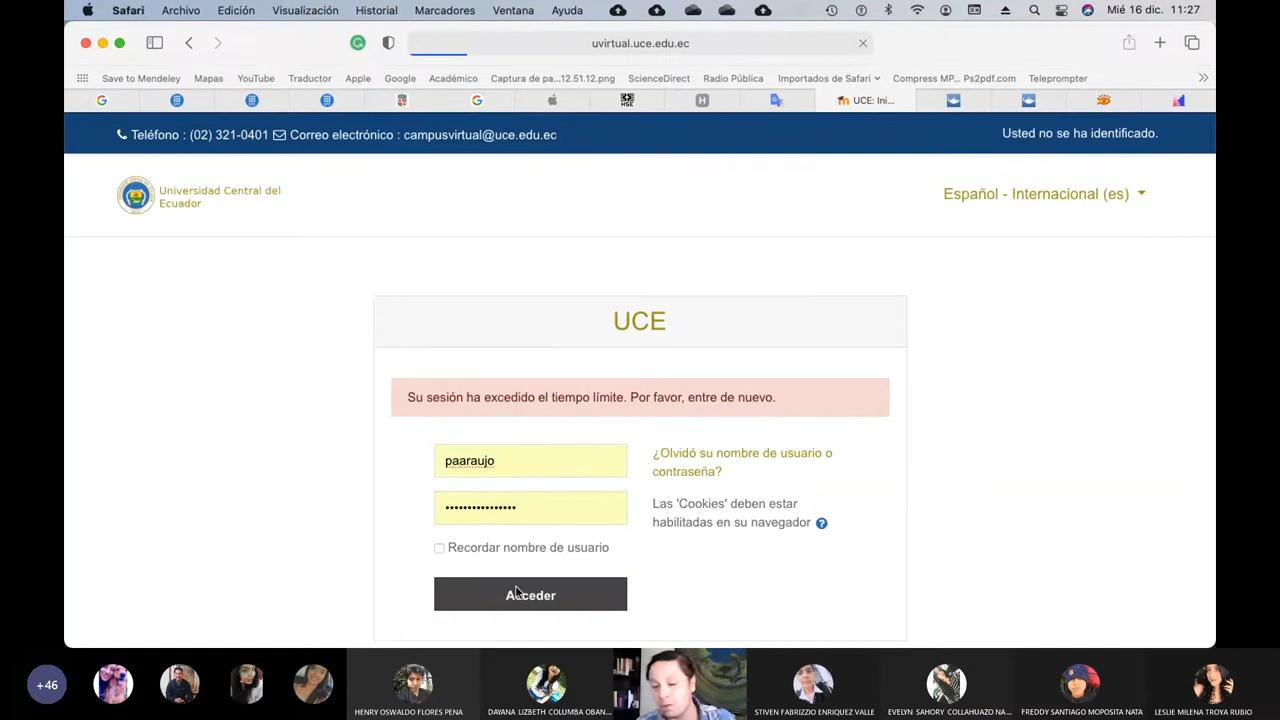 Safari Archivo Edición Visualización Historial Marcadores Ventana Ayuda Mié 16 dic. 11:27
uvirtual.uce.edu.ec
Save to Mendeley Mapas YouTube Traductor Apple Google Académico Captura de pa...12.51.12.png ScienceDirect Radio Pública Importados de Safari Compress MP... Ps2pdf.com Teleprompter
UCE: Ini...
Teléfono : (02) 321-0401 Correo electrónico : campusvirtual@uce.edu.ec Usted no se ha identificado.
Universidad Central del
Ecuador
Español - Internacional (es)
UCE
Su sesión ha excedido el tiempo límite. Por favor, entre de nuevo.
paaraujo
••••••••••••••••
¿Olvidó su nombre de usuario o
contraseña?
Las 'Cookies' deben estar
habilitadas en su navegador
Recordar nombre de usuario
Acceder
+46
HENRY OSWALDO FLORES PENA
DAYANA LIZBETH COLUMBA OBAN...
STIVEN FABRIZZIO ENRIQUEZ VALLE
EVELYN SAHORY COLLAHUAZO NA...
FREDDY SANTIAGO MOPOSITA NATA
LESLIE MILENA TROYA RUBIO